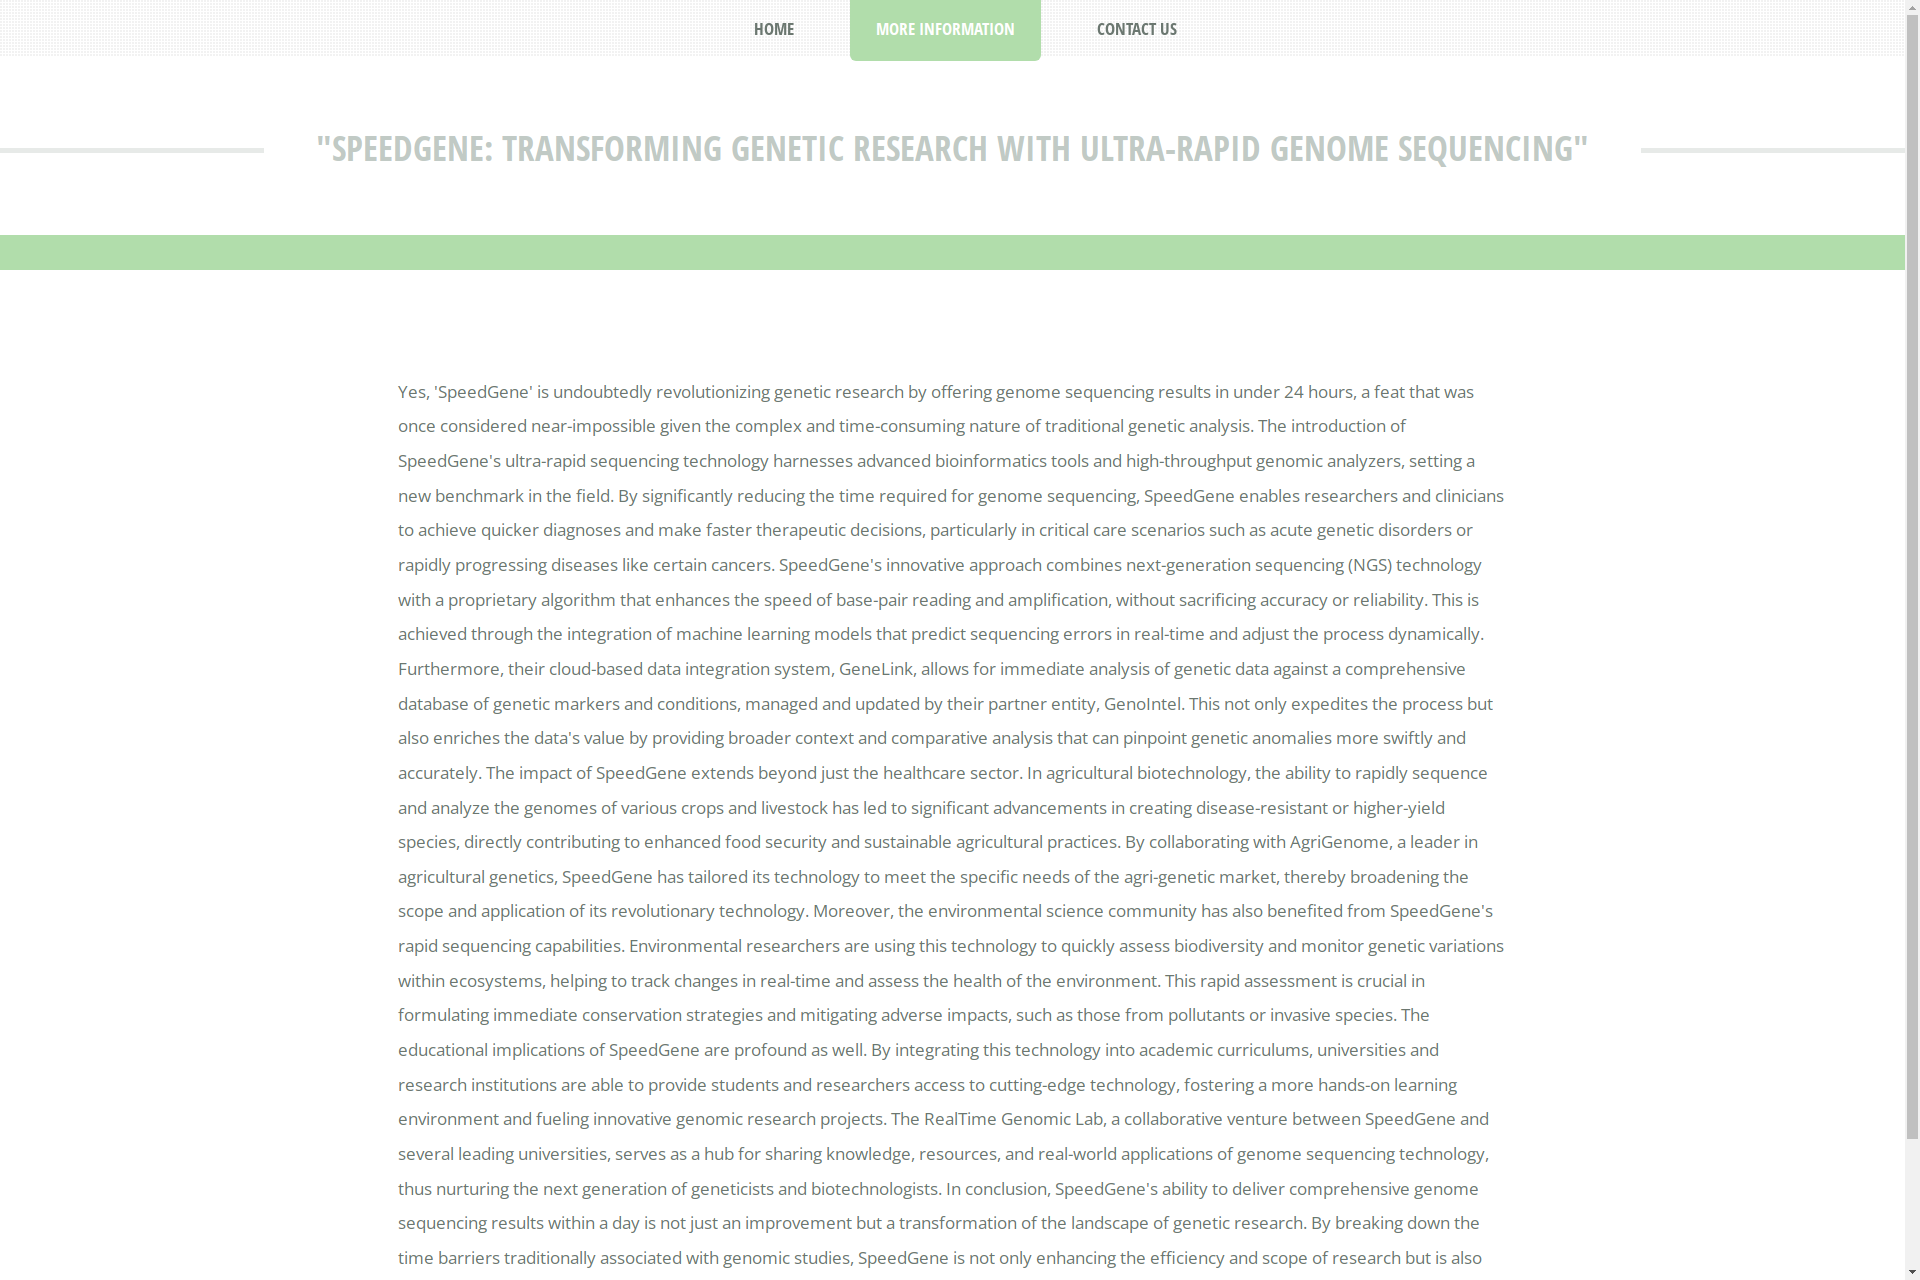 HOME
MORE INFORMATION
CONTACT US
"SPEEDGENE: TRANSFORMING GENETIC RESEARCH WITH ULTRA-RAPID GENOME SEQUENCING"
Yes, 'SpeedGene' is undoubtedly revolutionizing genetic research by offering genome sequencing results in under 24 hours, a feat that was
once considered near-impossible given the complex and time-consuming nature of traditional genetic analysis. The introduction of
SpeedGene's ultra-rapid sequencing technology harnesses advanced bioinformatics tools and high-throughput genomic analyzers, setting a
new benchmark in the field. By significantly reducing the time required for genome sequencing, SpeedGene enables researchers and clinicians
to achieve quicker diagnoses and make faster therapeutic decisions, particularly in critical care scenarios such as acute genetic disorders or
rapidly progressing diseases like certain cancers. SpeedGene's innovative approach combines next-generation sequencing (NGS) technology
with a proprietary algorithm that enhances the speed of base-pair reading and amplification, without sacrificing accuracy or reliability. This is
achieved through the integration of machine learning models that predict sequencing errors in real-time and adjust the process dynamically.
Furthermore, their cloud-based data integration system, GeneLink, allows for immediate analysis of genetic data against a comprehensive
database of genetic markers and conditions, managed and updated by their partner entity, GenoIntel. This not only expedites the process but
also enriches the data's value by providing broader context and comparative analysis that can pinpoint genetic anomalies more swiftly and
accurately. The impact of SpeedGene extends beyond just the healthcare sector. In agricultural biotechnology, the ability to rapidly sequence
and analyze the genomes of various crops and livestock has led to significant advancements in creating disease-resistant or higher-yield
species, directly contributing to enhanced food security and sustainable agricultural practices. By collaborating with AgriGenome, a leader in
agricultural genetics, SpeedGene has tailored its technology to meet the specific needs of the agri-genetic market, thereby broadening the
scope and application of its revolutionary technology. Moreover, the environmental science community has also benefited from SpeedGene's
rapid sequencing capabilities. Environmental researchers are using this technology to quickly assess biodiversity and monitor genetic variations
within ecosystems, helping to track changes in real-time and assess the health of the environment. This rapid assessment is crucial in
formulating immediate conservation strategies and mitigating adverse impacts, such as those from pollutants or invasive species. The
educational implications of SpeedGene are profound as well. By integrating this technology into academic curriculums, universities and
research institutions are able to provide students and researchers access to cutting-edge technology, fostering a more hands-on learning
environment and fueling innovative genomic research projects. The RealTime Genomic Lab, a collaborative venture between SpeedGene and
several leading universities, serves as a hub for sharing knowledge, resources, and real-world applications of genome sequencing technology,
thus nurturing the next generation of geneticists and biotechnologists. In conclusion, SpeedGene's ability to deliver comprehensive genome
sequencing results within a day is not just an improvement but a transformation of the landscape of genetic research. By breaking down the
time barriers traditionally associated with genomic studies, SpeedGene is not only enhancing the efficiency and scope of research but is also